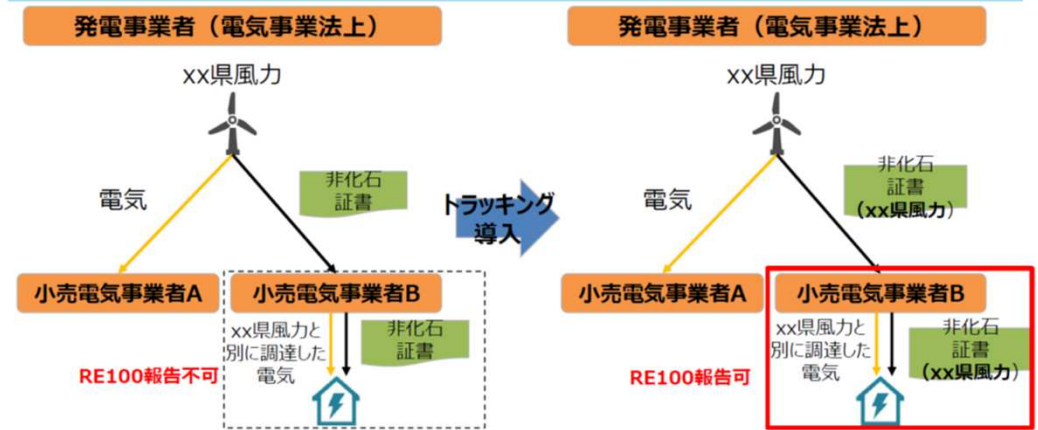 発電事業者（電気事業法上）
xx県風力
電気
非化石
証書
小売電気事業者A
小売電気事業者B
xx県風力と
別に調達した
電気
非化石
証書
RE100報告不可
トラッキング
導入
発電事業者（電気事業法上）
xx県風力
電気
非化石
証書
（xx県風力）
小売電気事業者A
小売電気事業者B
xx県風力と
別に調達した
電気
非化石
証書
（xx県風力）
RE100報告可